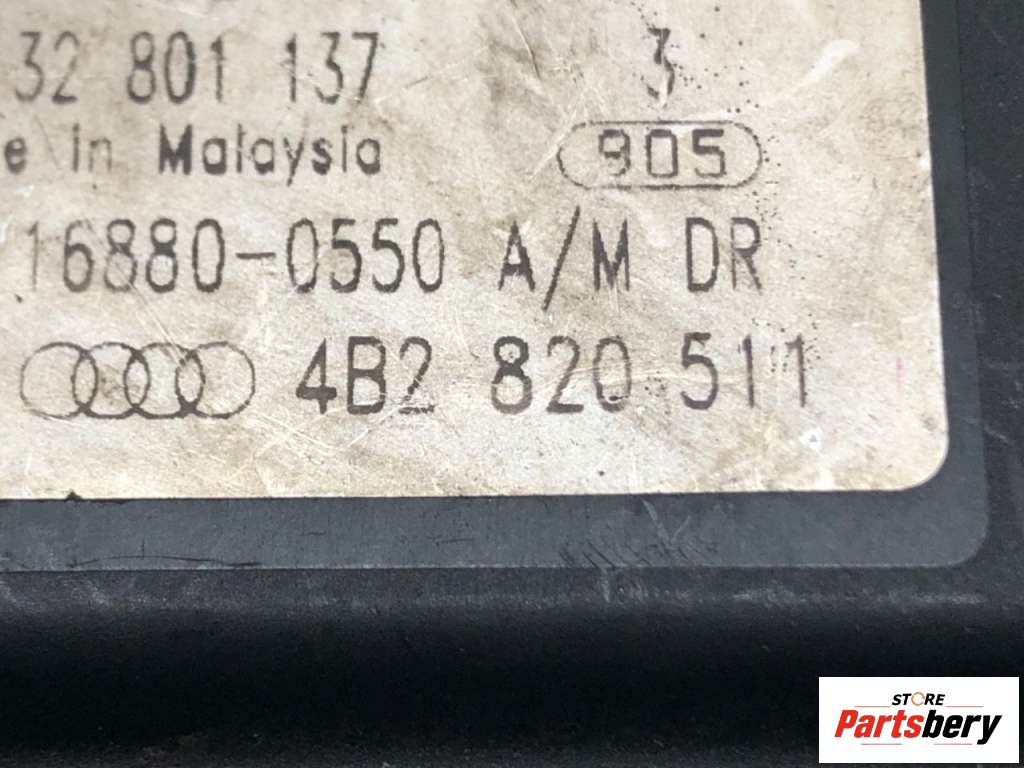 32 801 137 3
e in Malaysia 905
16880-0550 A/M DR
4B2 820 511
STORE
Partsbery